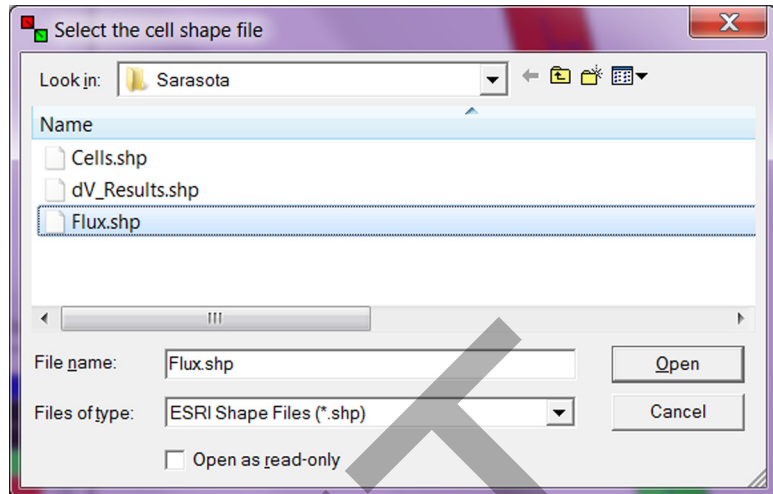 Select the cell shape file
X
Look in: Sarasota
Name
Cells.shp
dV_Results.shp
Flux.shp
File name: Flux.shp Open
Files of type: ESRI Shape Files (*.shp) Cancel
Open as read-only